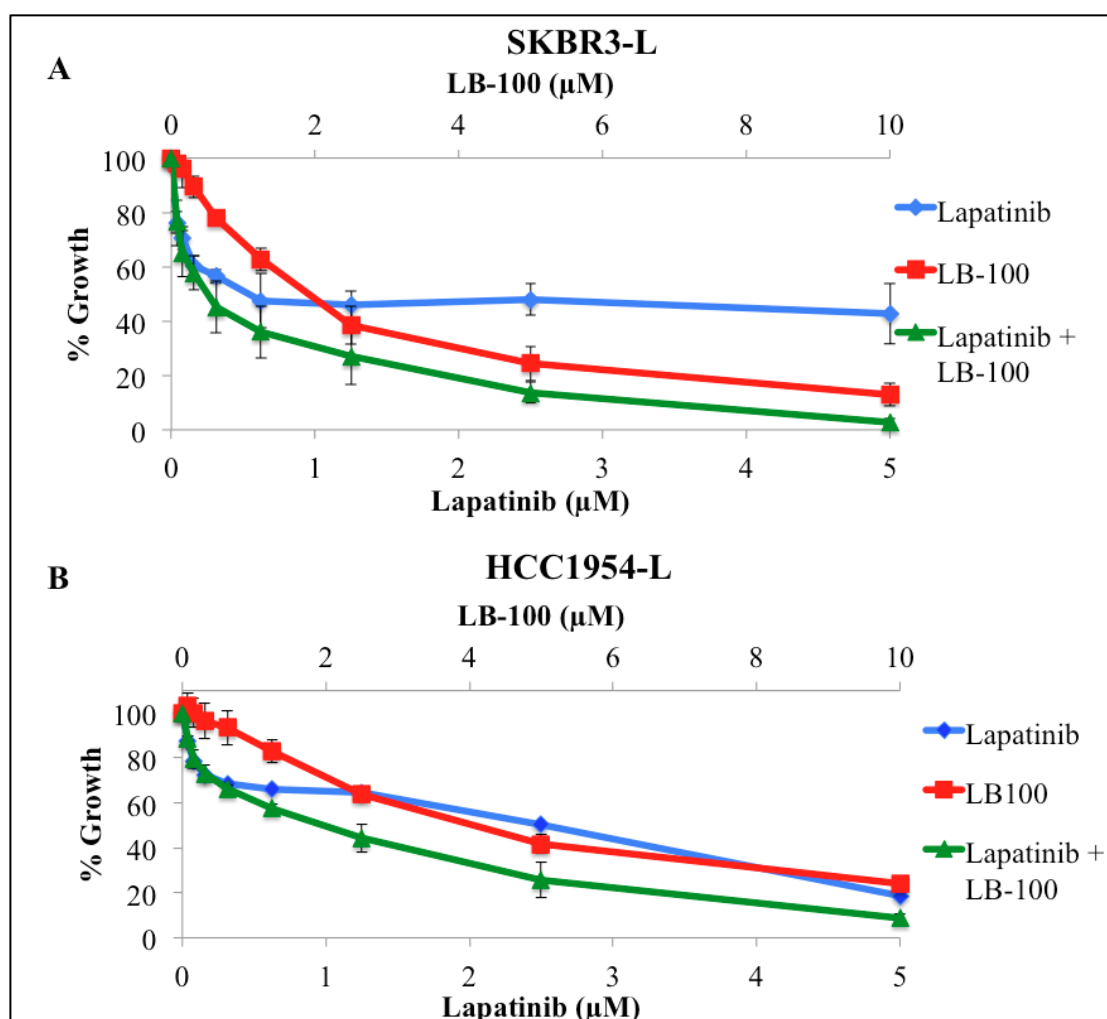 SKBR3-L
A
LB-100 (µM)
0 2 4 6 8 10
100
80
60
40
20
0
% Growth
Lapatinib
LB-100
Lapatinib +
LB-100
0 1 2 3 4 5
Lapatinib (µM)
B
HCC1954-L
LB-100 (µM)
0 2 4 6 8 10
100
80
60
40
20
0
% Growth
Lapatinib
LB100
Lapatinib +
LB-100
0 1 2 3 4 5
Lapatinib (µM)